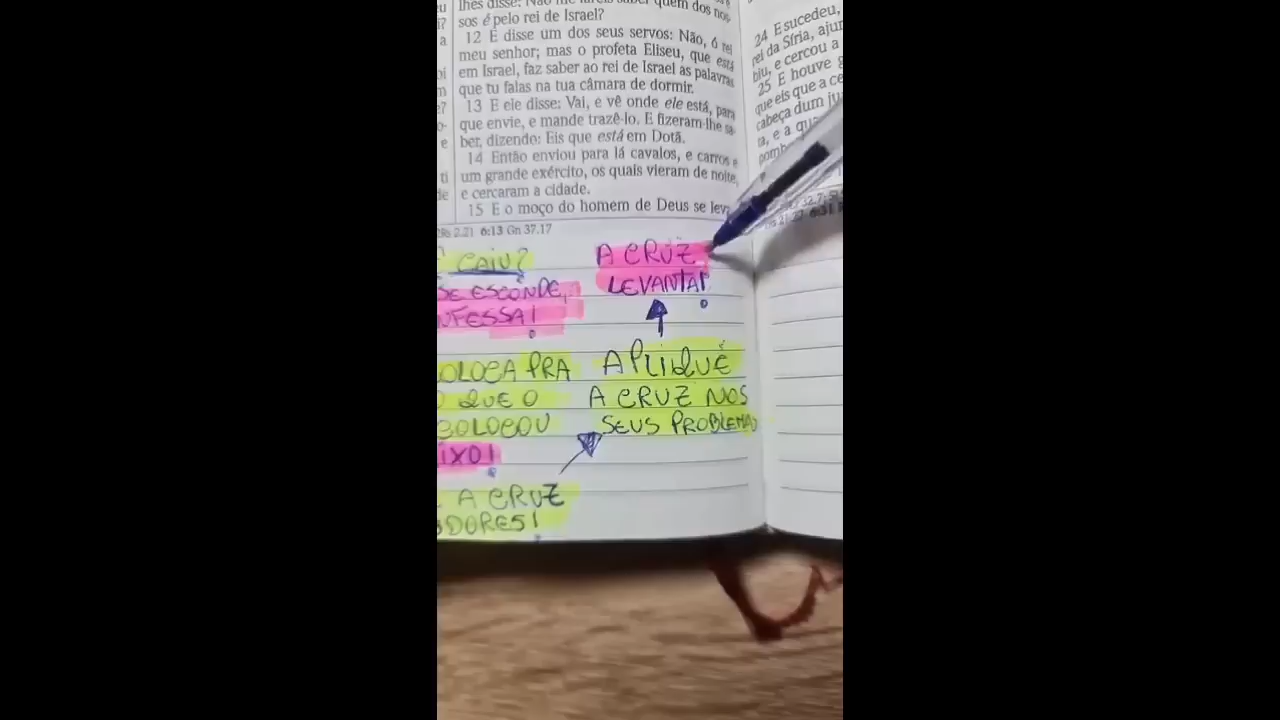 lhes disse: Não me fareis saber quem dos nos-
sos é pelo rei de Israel?
12 E disse um dos seus servos: Não, ó rei
meu senhor; mas o profeta Eliseu, que está
em Israel, faz saber ao rei de Israel as palavras
que tu falas na tua câmara de dormir.
13 E ele disse: Vai, e vê onde ele está, para
que envie, e mande trazê-lo. E fizeram-lhe sa-
ber, dizendo: Eis que está em Dotã.
14 Então enviou para lá cavalos, e carros e
um grande exército, os quais vieram de noite,
e cercaram a cidade.
15 E o moço do homem de Deus se lev
2.21 6:13 Gn 37.17
24 E sucedeu,
rei da Síria, ajun
biu, e cercou a
25 E houve g
que eis que a ce
cabeça dum ju
ta, e a qua
pomb
CAIU?
SE ESCONDE,
NFESSA!
OLOCA PRA
O QUE O
COLOCOU
IXO!
A CRUZ
DORES!
A CRUZ
LEVANTA!
APLIQUE
A CRUZ NOS
SEUS PROBLEMAS